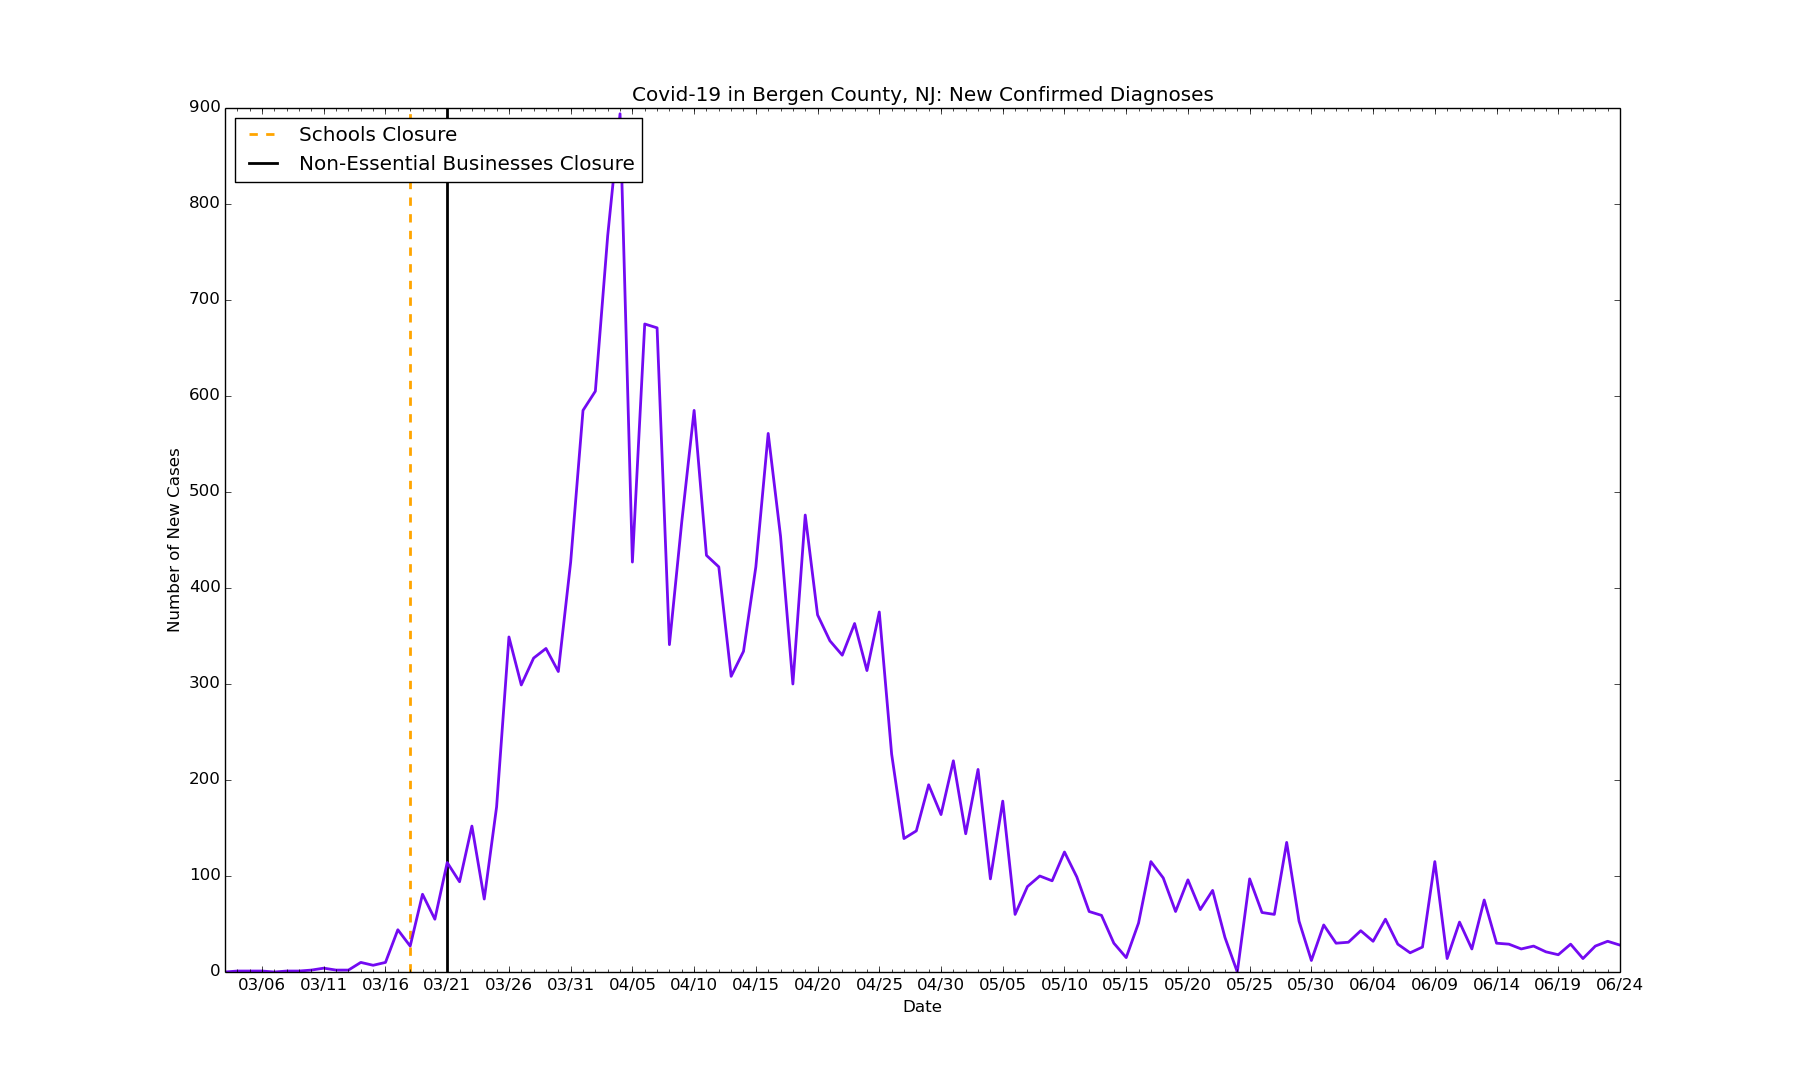 Covid-19 in Bergen County, NJ: New Confirmed Diagnoses
Schools Closure
Non-Essential Businesses Closure
900
800
700
600
500
400
300
200
100
0
Number of New Cases
03/06 03/11 03/16 03/21 03/26 03/31 04/05 04/10 04/15 04/20 04/25 04/30 05/05 05/10 05/15 05/20 05/25 05/30 06/04 06/09 06/14 06/19 06/24
Date